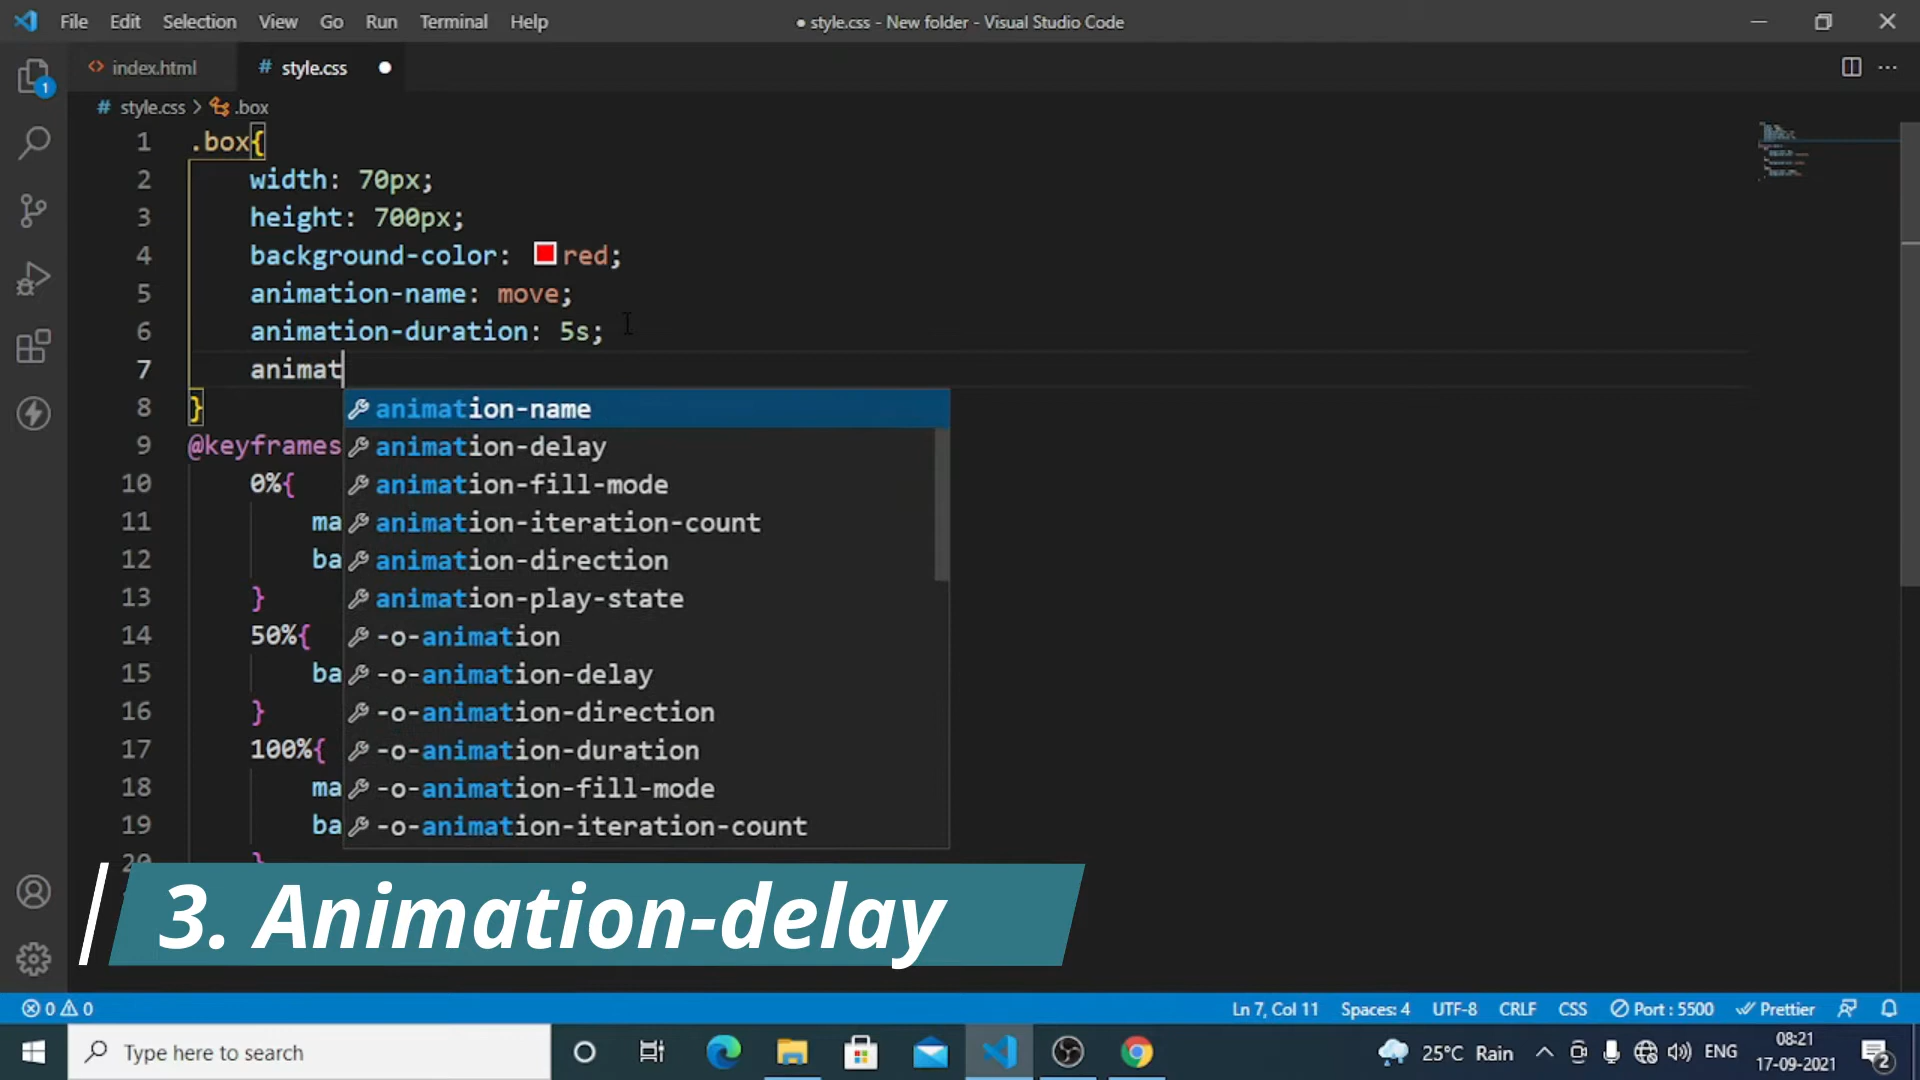 File Edit Selection View Go Run Terminal Help
● style.css - New folder - Visual Studio Code
<> index.html
# style.css ●
# style.css > .box
1 .box{
2 width: 70px;
3 height: 700px;
4 background-color: red;
5 animation-name: move;
6 animation-duration: 5s;
7 animat
8 }
animation-name
9 @keyframes
animation-delay
10 0%{
animation-fill-mode
11 ma
animation-iteration-count
12 ba
animation-direction
13 }
animation-play-state
14 50%{
-o-animation
15 ba
-o-animation-delay
16 }
-o-animation-direction
17 100%{
-o-animation-duration
18 ma
-o-animation-fill-mode
19 ba
-o-animation-iteration-count
20 }
3. Animation-delay
1
0 0
Ln 7, Col 11 Spaces: 4 UTF-8 CRLF CSS Port : 5500 Prettier
Type here to search
25°C Rain
ENG
08:21
17-09-2021
2